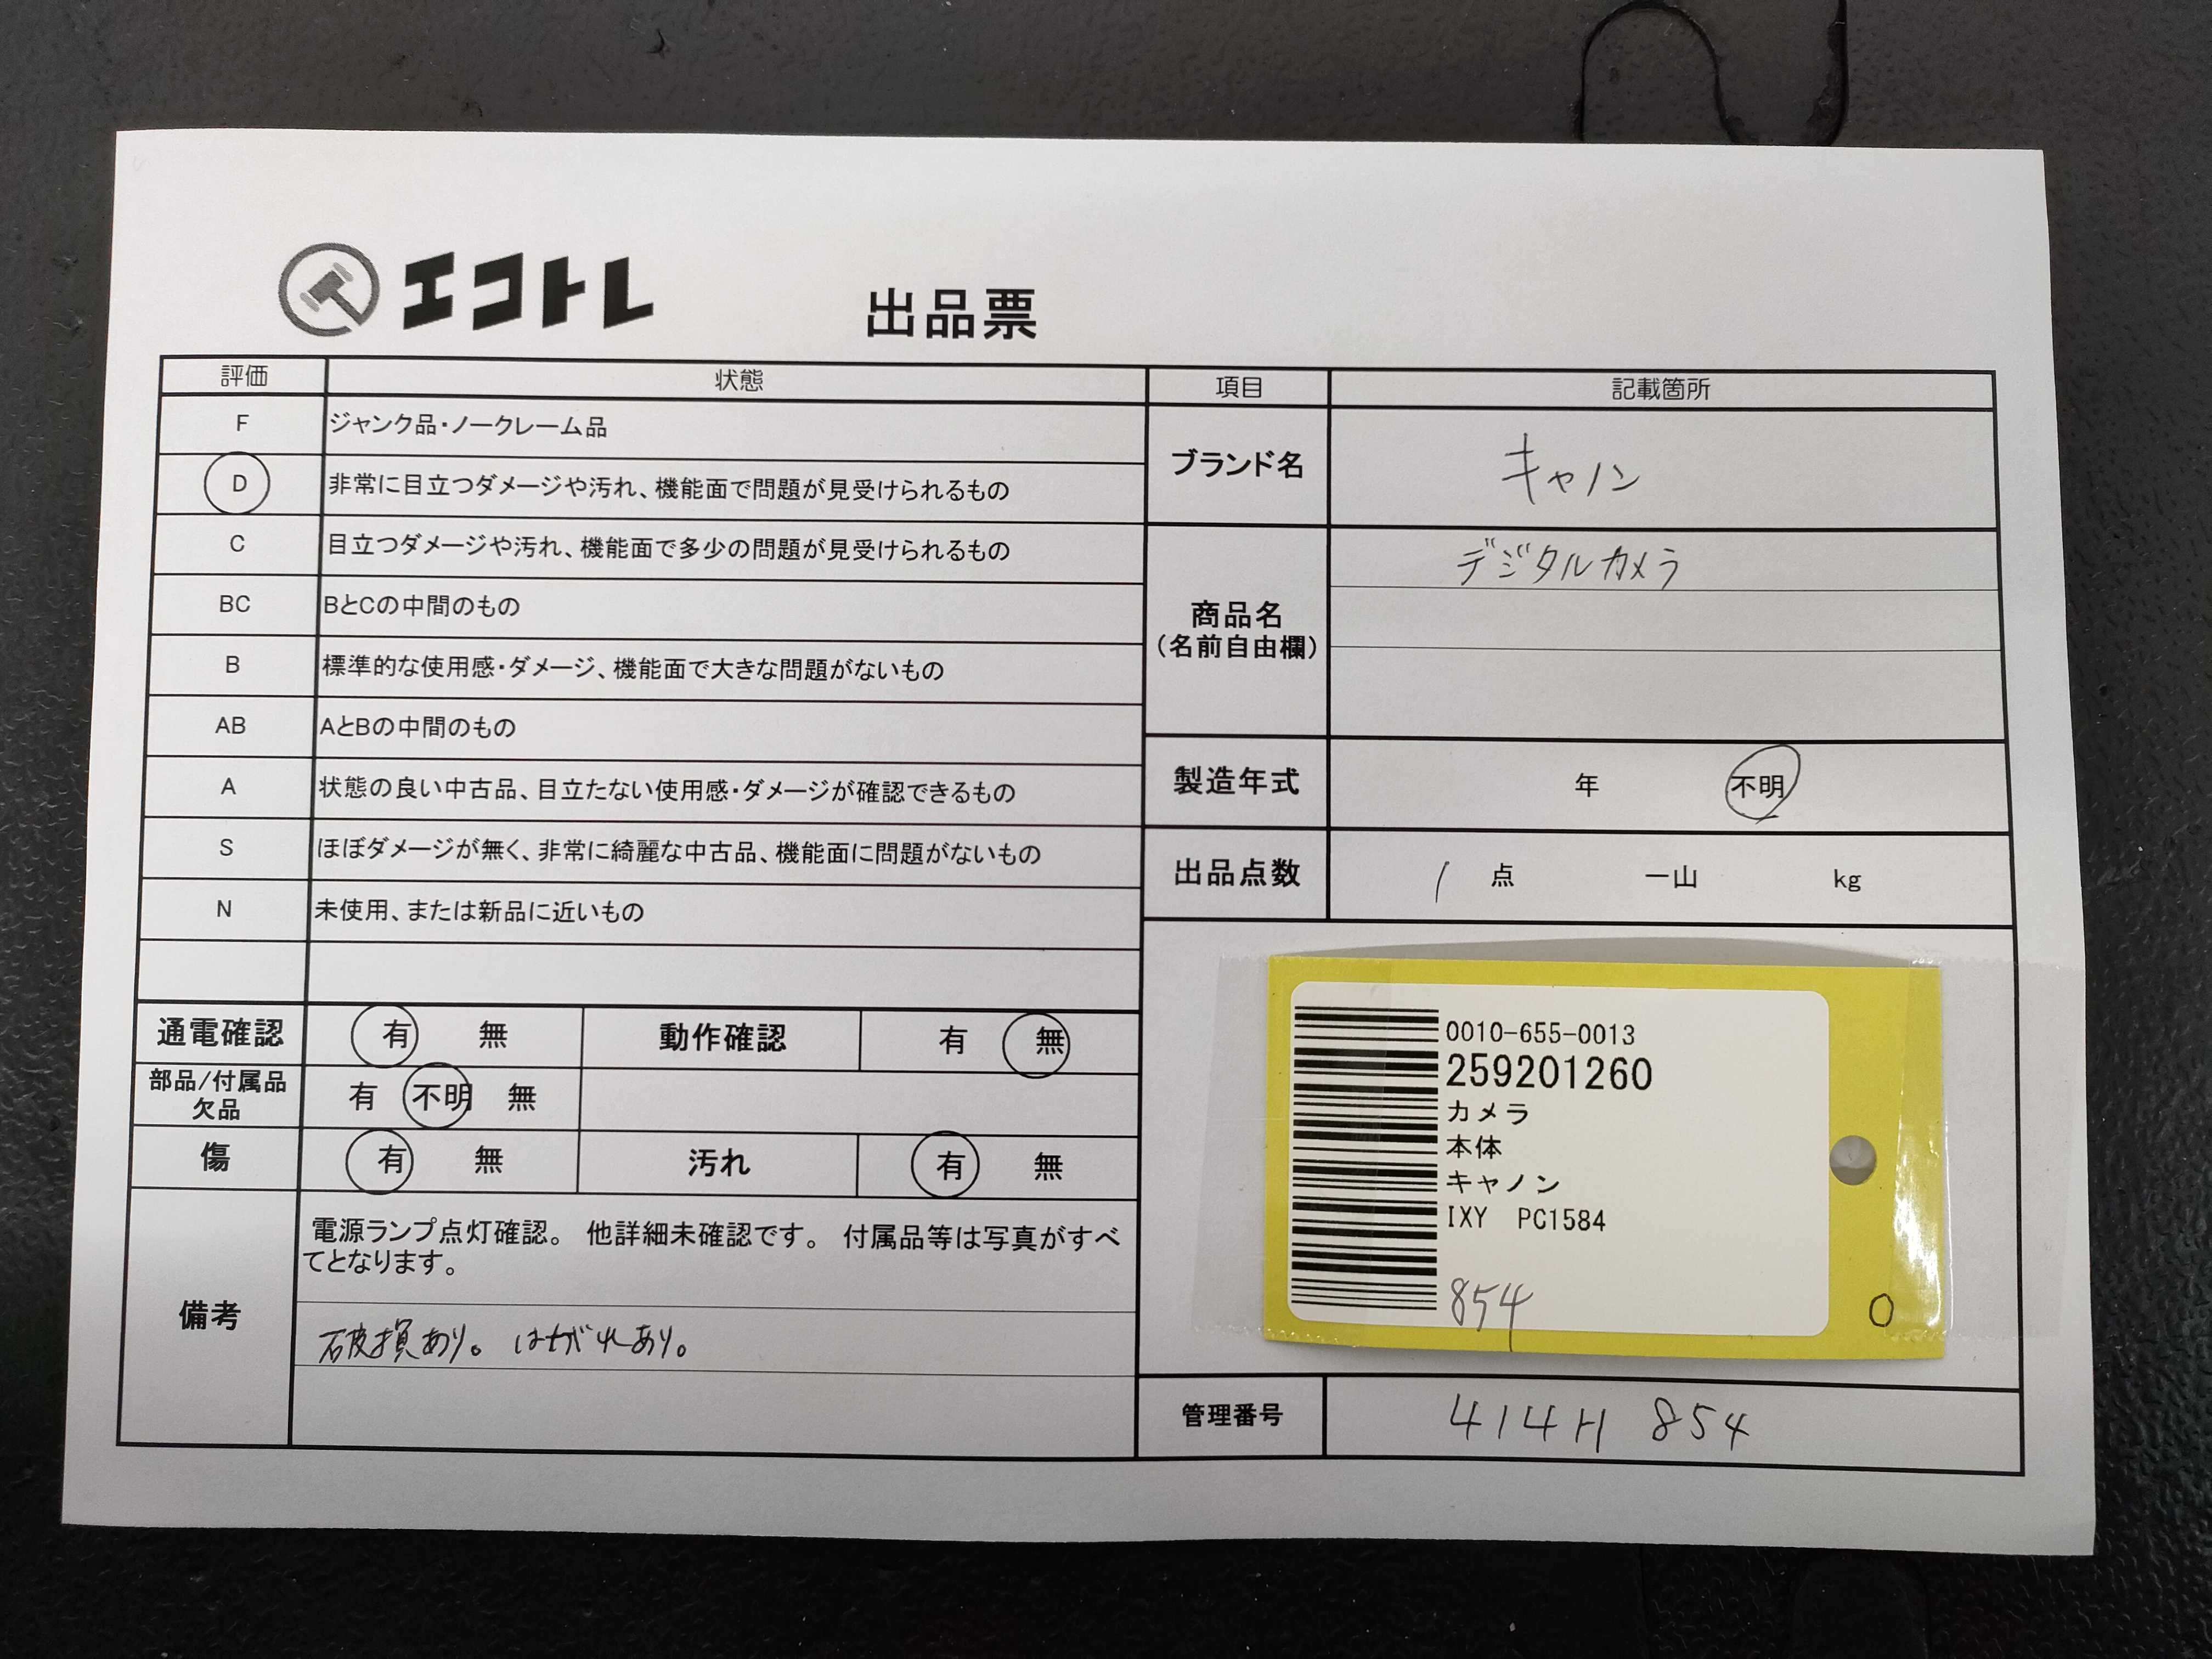 エコトレ
出品票
評価 状態
F ジャンク品・ノークレーム品
D 非常に目立つダメージや汚れ、機能面で問題が見受けられるもの
C 目立つダメージや汚れ、機能面で多少の問題が見受けられるもの
BC BとCの中間のもの
B 標準的な使用感・ダメージ、機能面で大きな問題がないもの
AB AとBの中間のもの
A 状態の良い中古品、目立たない使用感・ダメージが確認できるもの
S ほぼダメージが無く、非常に綺麗な中古品、機能面に問題がないもの
N 未使用、または新品に近いもの
通電確認 有 無 動作確認 有 無
部品/付属品
欠品 有 不明 無
傷 有 無 汚れ 有 無
備考
電源ランプ点灯確認。 他詳細未確認です。 付属品等は写真がすべ
てとなります。
破損あり。 はがれあり。
項目 記載箇所
ブランド名 キャノン
商品名
(名前自由欄)
デジタルカメラ
製造年式 年 不明
出品点数 1 点 一山 kg
0010-655-0013
259201260
カメラ
本体
キャノン
IXY PC1584
854
0
管理番号 414H 854